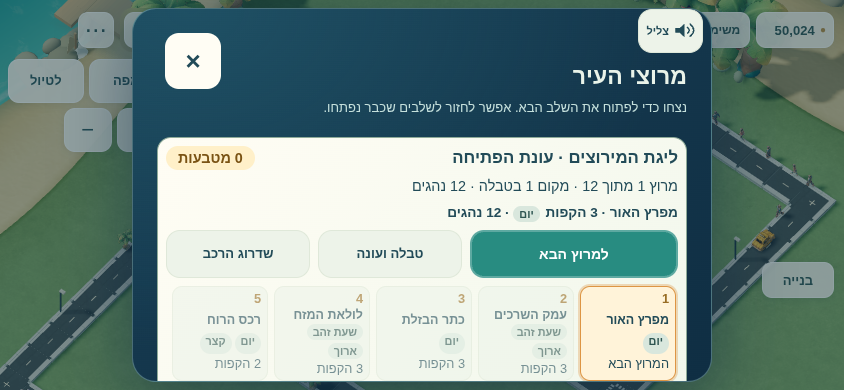 50,024
משימ
צליל
...
מפה
לטיול
–
בנייה
×
מרוצי העיר
נצחו כדי לפתוח את השלב הבא. אפשר לחזור לשלבים שכבר נפתחו.
ליגת המירוצים · עונת הפתיחה
0 מטבעות
מרוץ 1 מתוך 12 · מקום 1 בטבלה · 12 נהגים
מפרץ האור · 3 הקפות יום · 12 נהגים
למרוץ הבא
טבלה ועונה
שדרוג הרכב
1
מפרץ האור
יום
המרוץ הבא
2
עמק השרכים
שעת זהב
ארוך
3 הקפות
3
כתר הבזלת
יום
3 הקפות
4
לולאת המזח
שעת זהב
ארוך
3 הקפות
5
רכס הרוח
יום קצר
2 הקפות